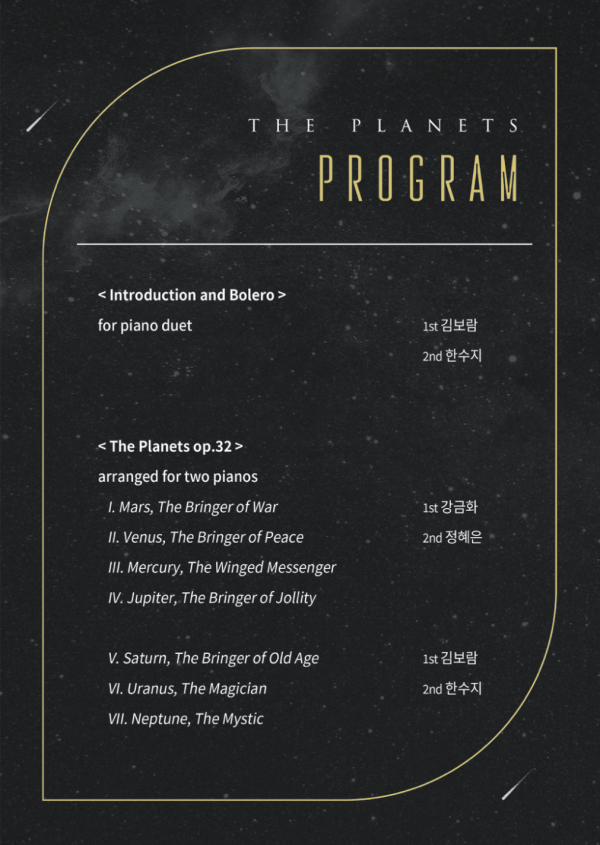 THE PLANETS
PROGRAM
< Introduction and Bolero >
for piano duet
1st 김보람
2nd 한수지
< The Planets op.32 >
arranged for two pianos
I. Mars, The Bringer of War
1st 강금화
II. Venus, The Bringer of Peace
2nd 정혜은
III. Mercury, The Winged Messenger
IV. Jupiter, The Bringer of Jollity
V. Saturn, The Bringer of Old Age
1st 김보람
VI. Uranus, The Magician
2nd 한수지
VII. Neptune, The Mystic